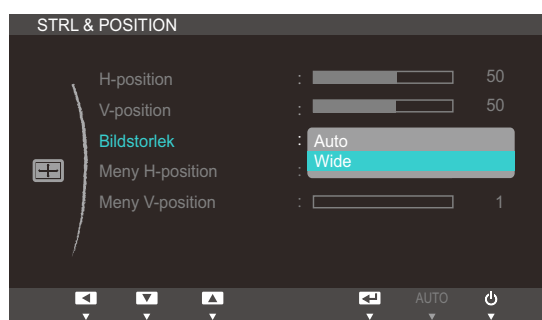 STRL & POSITION
H-position : 50
V-position : 50
Bildstorlek : Auto
Wide
Meny H-position :
Meny V-position : 1
AUTO